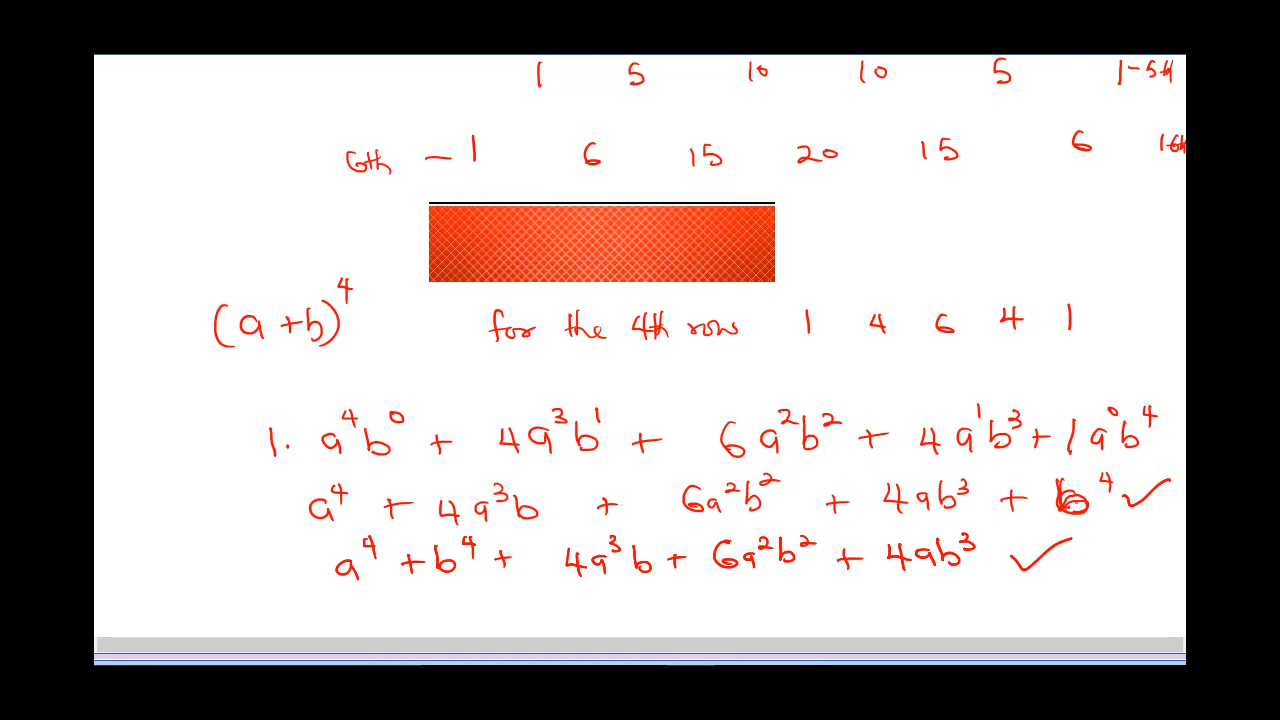 1 5 10 10 5 1-5th
6th - 1 6 15 20 15 6 1-6th
(a+b)⁴ for the 4th row 1 4 6 4 1
1. a⁴b⁰ + 4a³b¹ + 6a²b² + 4a¹b³ + 1a⁰b⁴
a⁴ + 4a³b + 6a²b² + 4ab³ + b⁴ ✓
a⁴ + b⁴ + 4a³b + 6a²b² + 4ab³ ✓